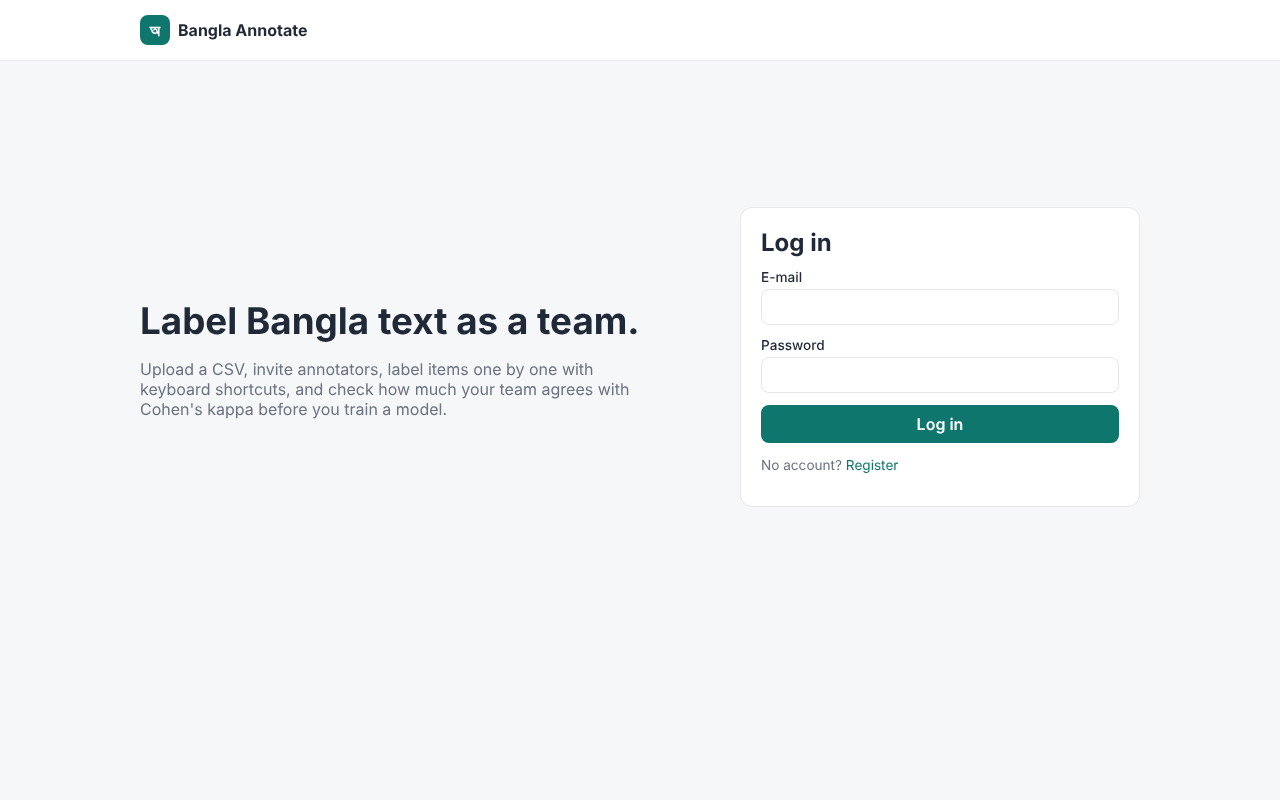 অ Bangla Annotate
Label Bangla text as a team.
Upload a CSV, invite annotators, label items one by one with
keyboard shortcuts, and check how much your team agrees with
Cohen's kappa before you train a model.
Log in
E-mail
Password
Log in
No account? Register